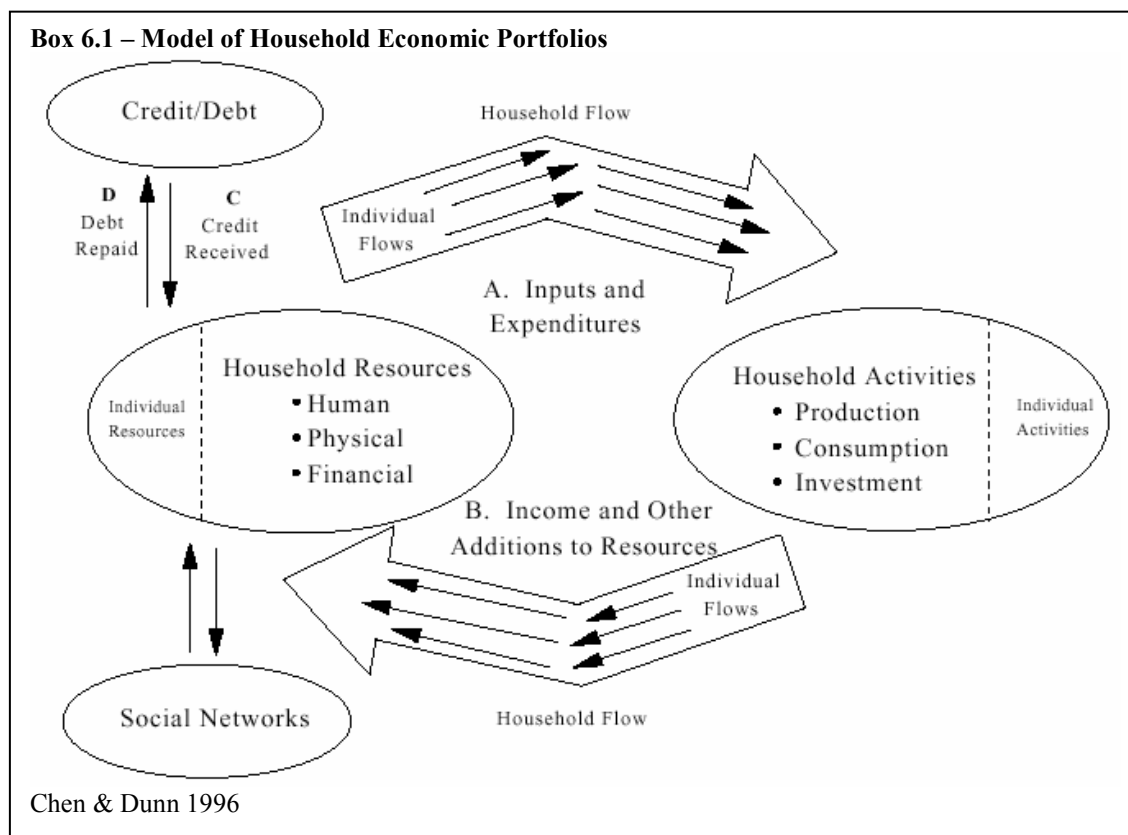 Box 6.1 – Model of Household Economic Portfolios
Credit/Debt
Household Flow
D
Debt
Repaid
C
Credit
Received
Individual
Flows
A. Inputs and
Expenditures
Individual
Resources
Household Resources
• Human
• Physical
• Financial
Household Activities
• Production
• Consumption
• Investment
Individual
Activities
B. Income and Other
Additions to Resources
Individual
Flows
Social Networks
Household Flow
Chen & Dunn 1996